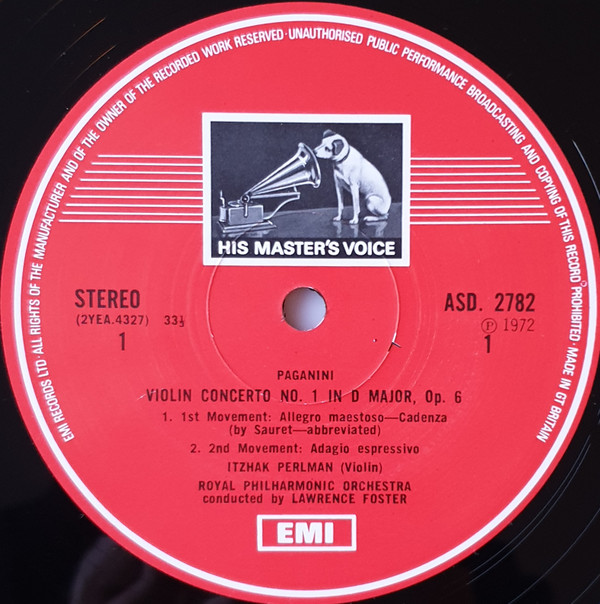 EMI RECORDS LTD·ALL RIGHTS OF THE MANUFACTURER AND OF THE OWNER OF THE RECORDED WORK RESERVED·UNAUTHORISED PUBLIC PERFORMANCE BROADCASTING AND COPYING OF THIS RECORD PROHIBITED·MADE IN GT BRITAIN
HIS MASTER'S VOICE
STEREO
(2YEA.4327) 33⅓
1
ASD. 2782
Ⓟ 1972
1
PAGANINI
VIOLIN CONCERTO NO. 1 IN D MAJOR, Op. 6
1. 1st Movement: Allegro maestoso—Cadenza
(by Sauret—abbreviated)
2. 2nd Movement: Adagio espressivo
ITZHAK PERLMAN (Violin)
ROYAL PHILHARMONIC ORCHESTRA
conducted by LAWRENCE FOSTER
EMI